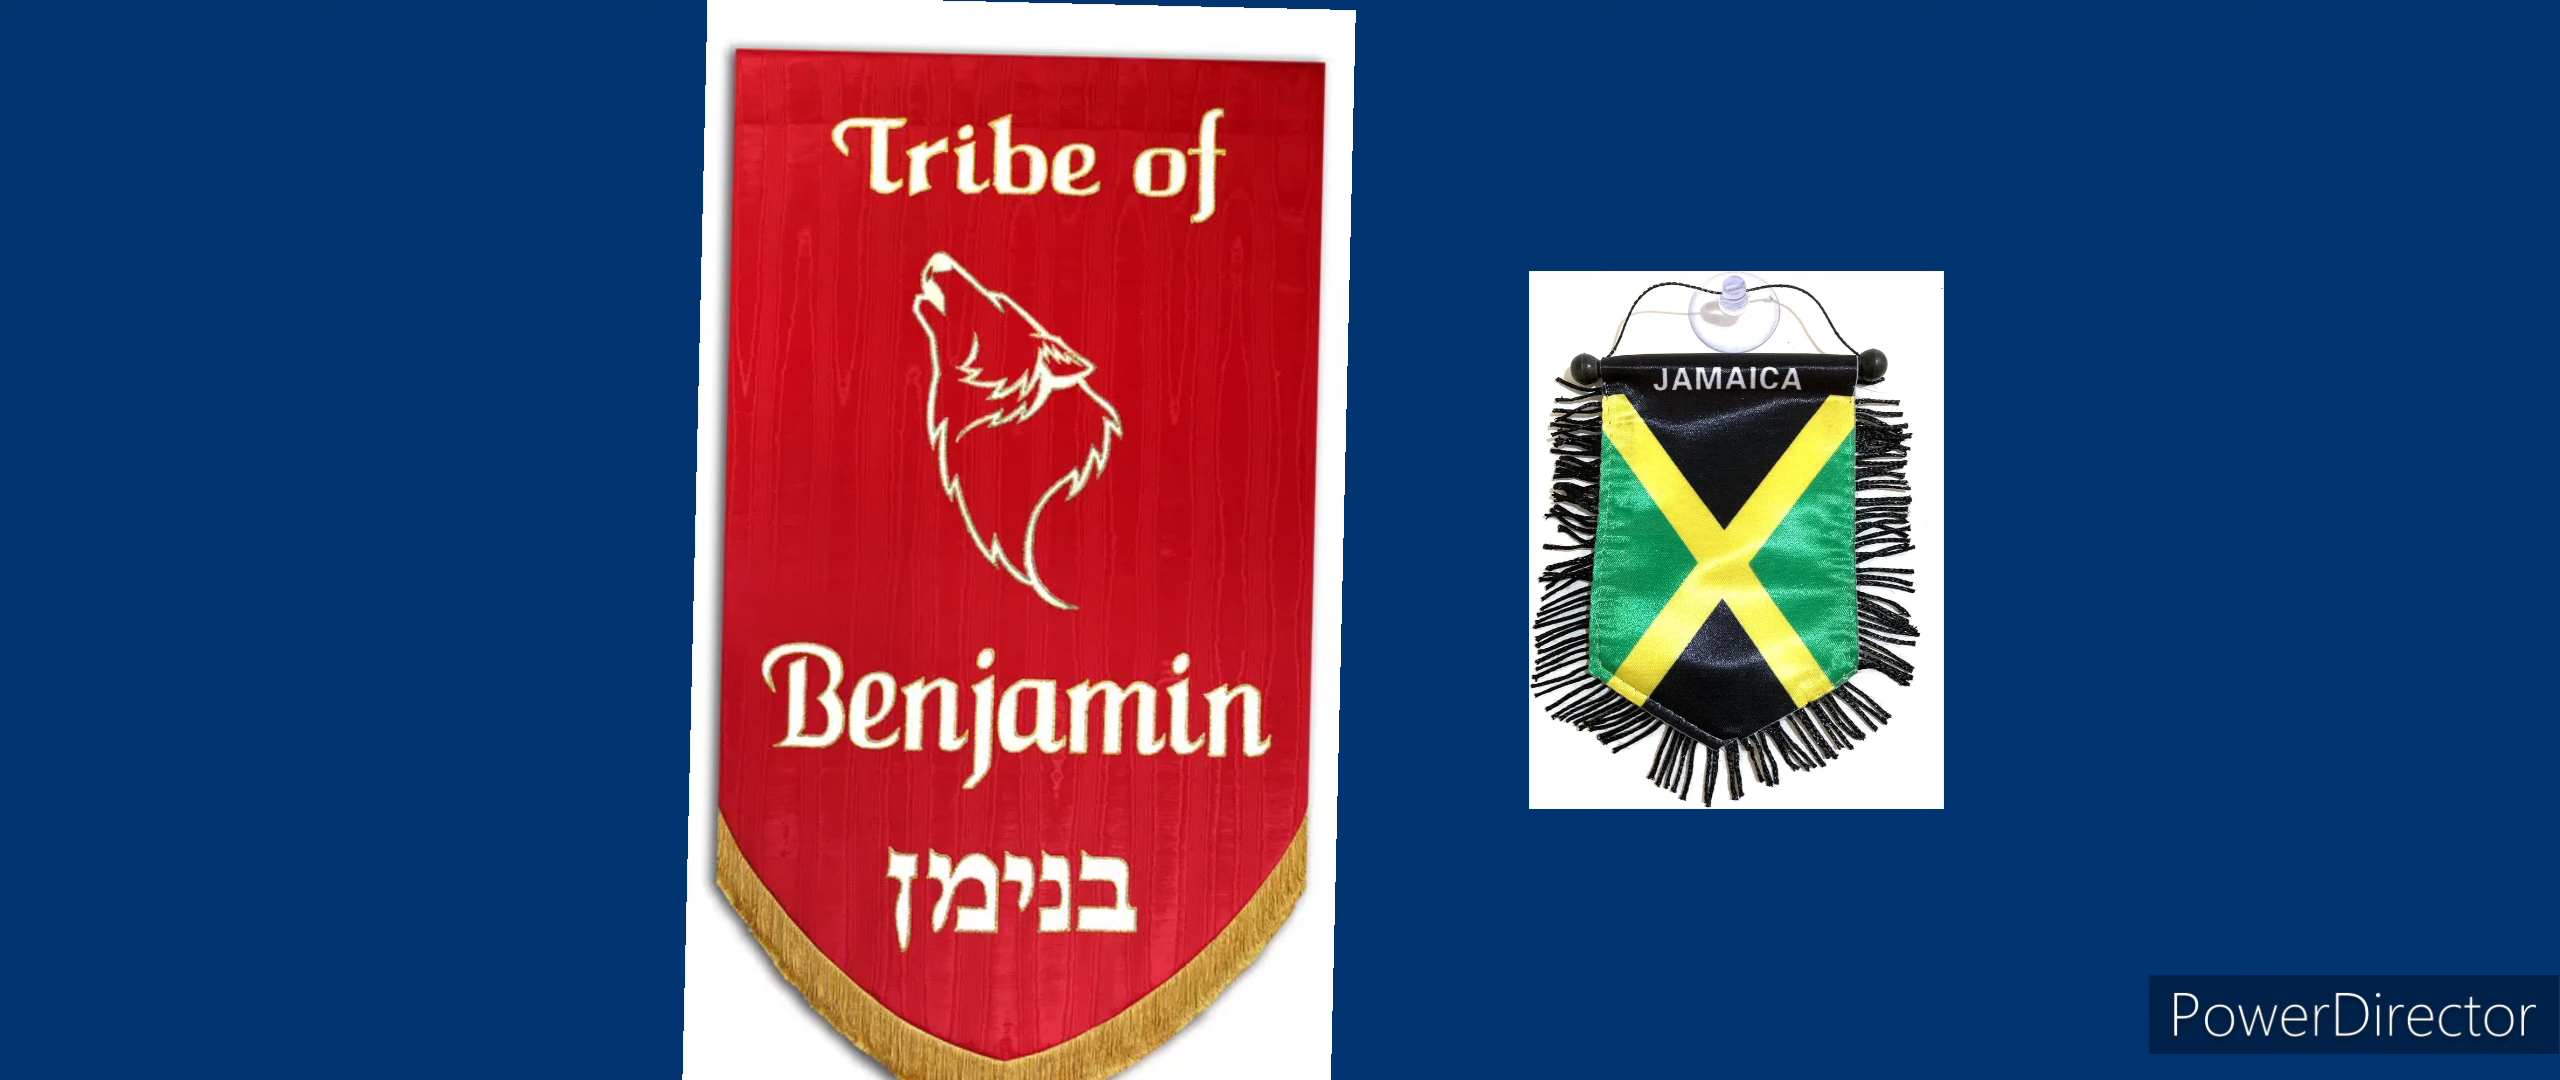 Tribe of
Benjamin
בנימן
JAMAICA
PowerDirector